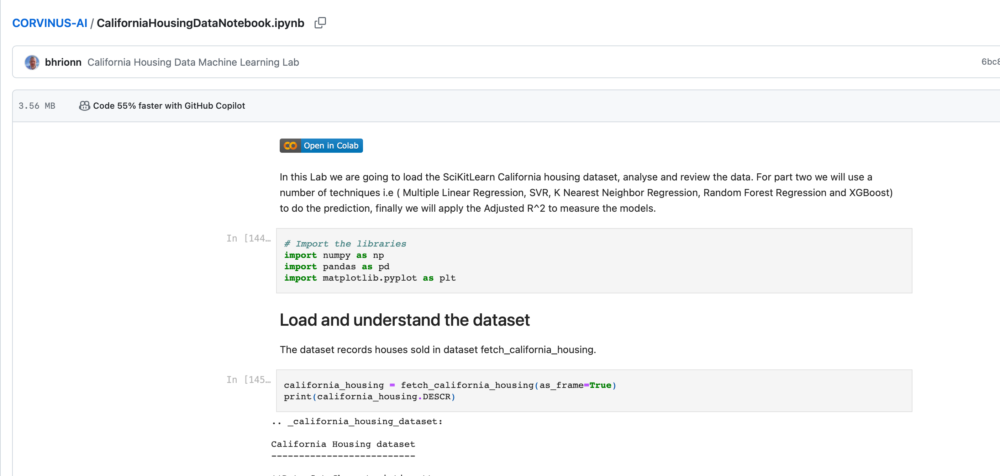 CORVINUS-AI / CaliforniaHousingDataNotebook.ipynb
bhrionn California Housing Data Machine Learning Lab
6bc8
3.56 MB Code 55% faster with GitHub Copilot
Open in Colab
In this Lab we are going to load the SciKitLearn California housing dataset, analyse and review the data. For part two we will use a
number of techniques i.e ( Multiple Linear Regression, SVR, K Nearest Neighbor Regression, Random Forest Regression and XGBoost)
to do the prediction, finally we will apply the Adjusted R^2 to measure the models.
In [144…
# Import the libraries
import numpy as np
import pandas as pd
import matplotlib.pyplot as plt
Load and understand the dataset
The dataset records houses sold in dataset fetch_california_housing.
In [145…
california_housing = fetch_california_housing(as_frame=True)
print(california_housing.DESCR)
.. _california_housing_dataset:
California Housing dataset
--------------------------